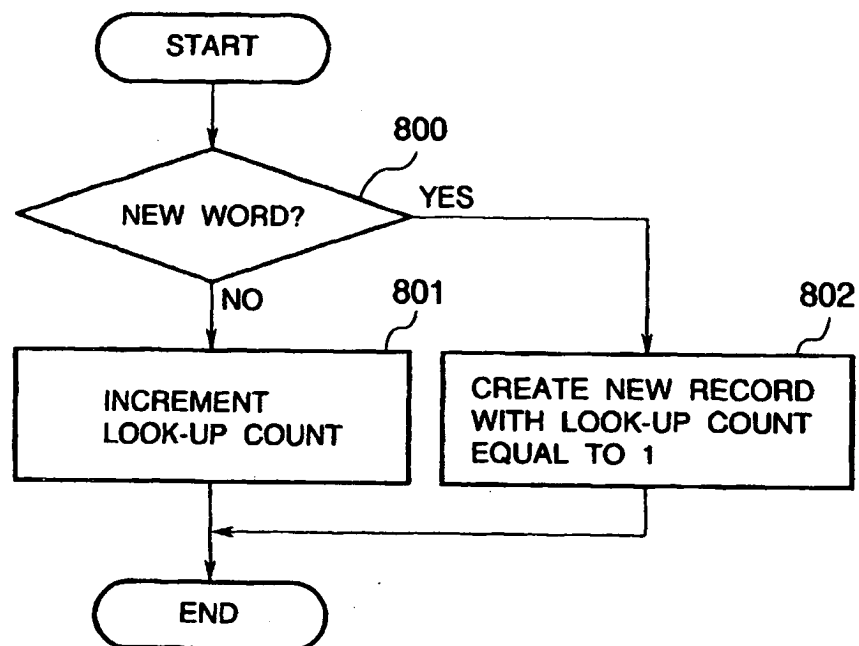 START
800
NEW WORD?
YES
NO
801
802
INCREMENT
LOOK-UP COUNT
CREATE NEW RECORD
WITH LOOK-UP COUNT
EQUAL TO 1
END